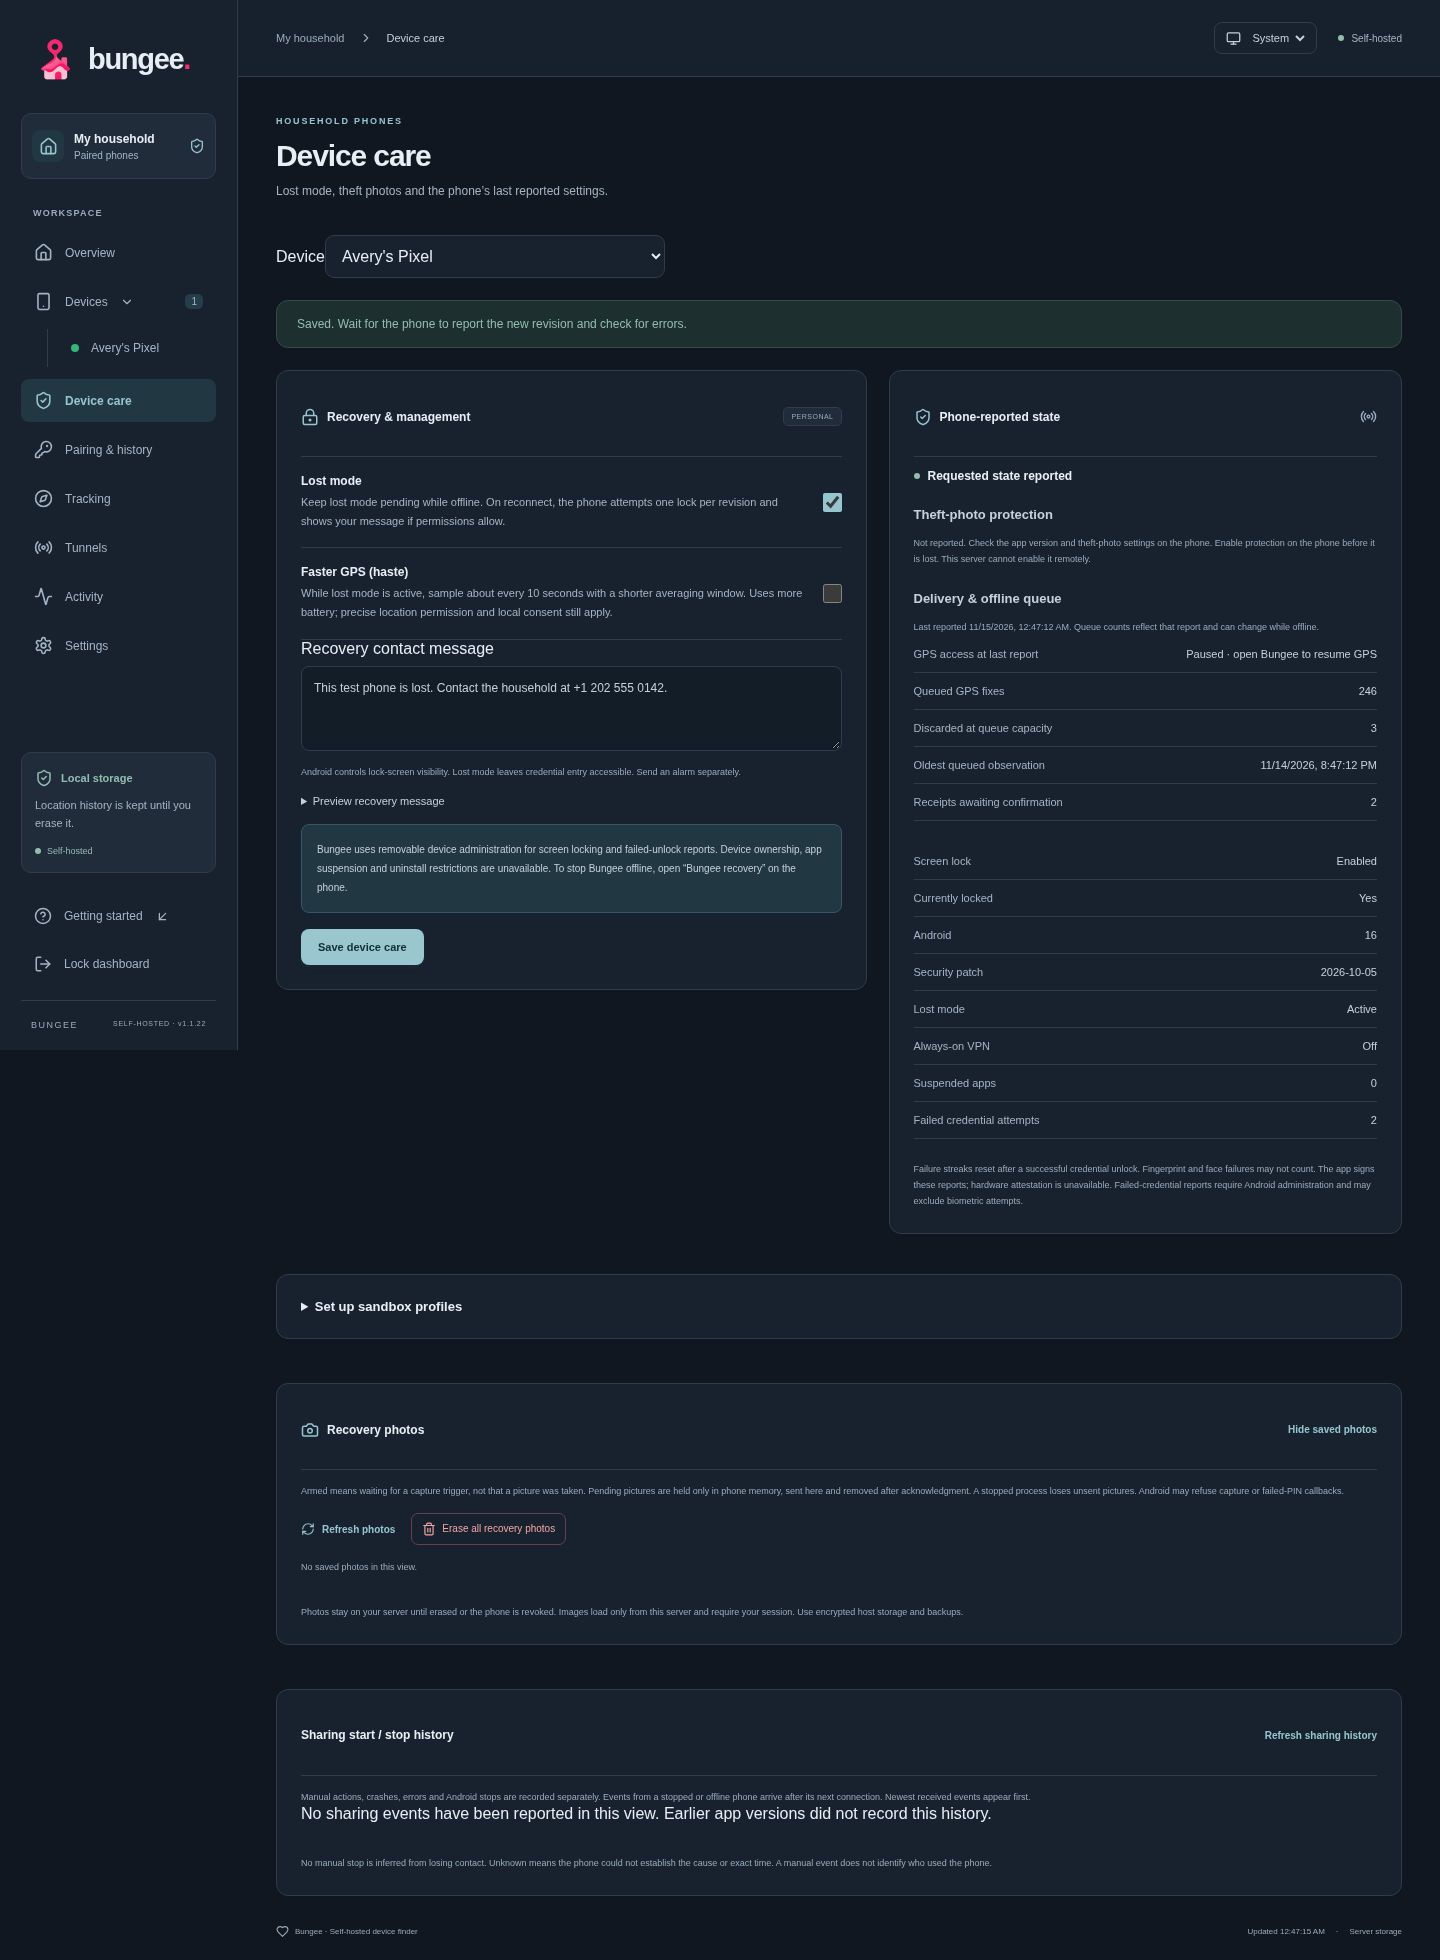 bungee.
My household
Paired phones
WORKSPACE
Overview
Devices
1
Avery's Pixel
Device care
Pairing & history
Tracking
Tunnels
Activity
Settings
Local storage
Location history is kept until you
erase it.
Self-hosted
Getting started
Lock dashboard
BUNGEE
SELF-HOSTED · v1.1.22
My household
Device care
System
Self-hosted
HOUSEHOLD PHONES
Device care
Lost mode, theft photos and the phone's last reported settings.
Device
Avery's Pixel
Saved. Wait for the phone to report the new revision and check for errors.
Recovery & management
PERSONAL
Lost mode
Keep lost mode pending while offline. On reconnect, the phone attempts one lock per revision and
shows your message if permissions allow.
Faster GPS (haste)
While lost mode is active, sample about every 10 seconds with a shorter averaging window. Uses more
battery; precise location permission and local consent still apply.
Recovery contact message
This test phone is lost. Contact the household at +1 202 555 0142.
Android controls lock-screen visibility. Lost mode leaves credential entry accessible. Send an alarm separately.
Preview recovery message
Bungee uses removable device administration for screen locking and failed-unlock reports. Device ownership, app
suspension and uninstall restrictions are unavailable. To stop Bungee offline, open “Bungee recovery” on the
phone.
Save device care
Phone-reported state
Requested state reported
Theft-photo protection
Not reported. Check the app version and theft-photo settings on the phone. Enable protection on the phone before it
is lost. This server cannot enable it remotely.
Delivery & offline queue
Last reported 11/15/2026, 12:47:12 AM. Queue counts reflect that report and can change while offline.
GPS access at last report
Paused · open Bungee to resume GPS
Queued GPS fixes
246
Discarded at queue capacity
3
Oldest queued observation
11/14/2026, 8:47:12 PM
Receipts awaiting confirmation
2
Screen lock
Enabled
Currently locked
Yes
Android
16
Security patch
2026-10-05
Lost mode
Active
Always-on VPN
Off
Suspended apps
0
Failed credential attempts
2
Failure streaks reset after a successful credential unlock. Fingerprint and face failures may not count. The app signs
these reports; hardware attestation is unavailable. Failed-credential reports require Android administration and may
exclude biometric attempts.
Set up sandbox profiles
Recovery photos
Hide saved photos
Armed means waiting for a capture trigger, not that a picture was taken. Pending pictures are held only in phone memory, sent here and removed after acknowledgment. A stopped process loses unsent pictures. Android may refuse capture or failed-PIN callbacks.
Refresh photos
Erase all recovery photos
No saved photos in this view.
Photos stay on your server until erased or the phone is revoked. Images load only from this server and require your session. Use encrypted host storage and backups.
Sharing start / stop history
Refresh sharing history
Manual actions, crashes, errors and Android stops are recorded separately. Events from a stopped or offline phone arrive after its next connection. Newest received events appear first.
No sharing events have been reported in this view. Earlier app versions did not record this history.
No manual stop is inferred from losing contact. Unknown means the phone could not establish the cause or exact time. A manual event does not identify who used the phone.
Bungee · Self-hosted device finder
Updated 12:47:15 AM · Server storage